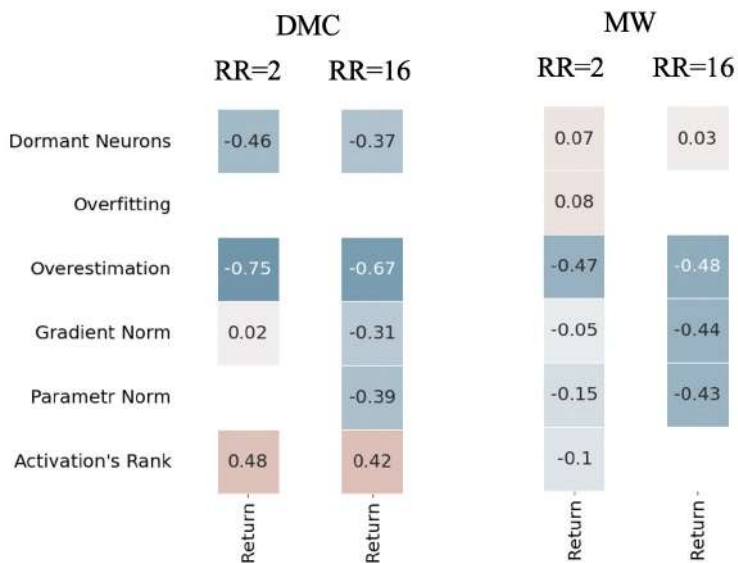 DMC MW
RR=2 RR=16 RR=2 RR=16
Dormant Neurons -0.46 -0.37 0.07 0.03
Overfitting 0.08
Overestimation -0.75 -0.67 -0.47 -0.48
Gradient Norm 0.02 -0.31 -0.05 -0.44
Parametr Norm -0.39 -0.15 -0.43
Activation's Rank 0.48 0.42 -0.1
Return Return Return Return